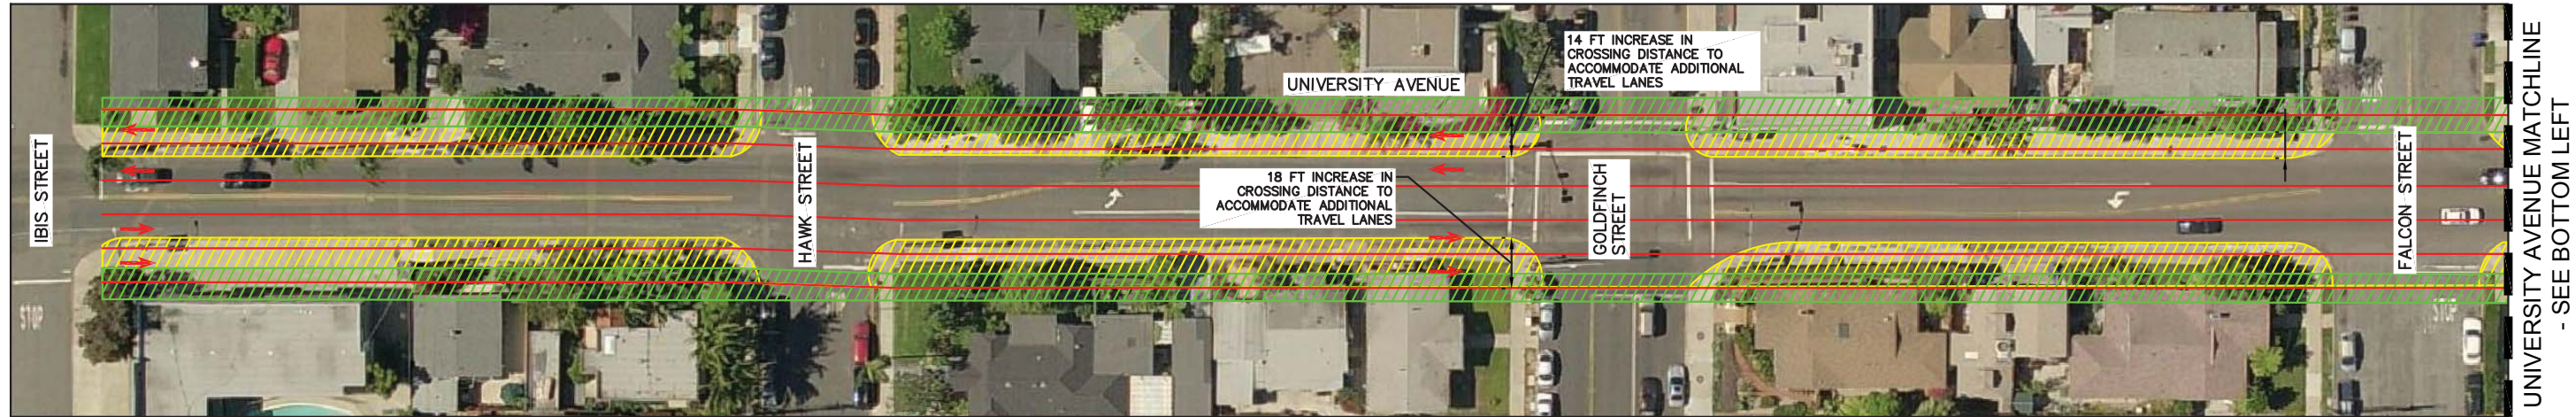 14 FT INCREASE IN
CROSSING DISTANCE TO
ACCOMMODATE ADDITIONAL
TRAVEL LANES
UNIVERSITY AVENUE
IBIS STREET
HAWK STREET
18 FT INCREASE IN
CROSSING DISTANCE TO
ACCOMMODATE ADDITIONAL
TRAVEL LANES
GOLDFINCH
STREET
FALCON STREET
UNIVERSITY AVENUE MATCHLINE
- SEE BOTTOM LEFT
STOP
STOP